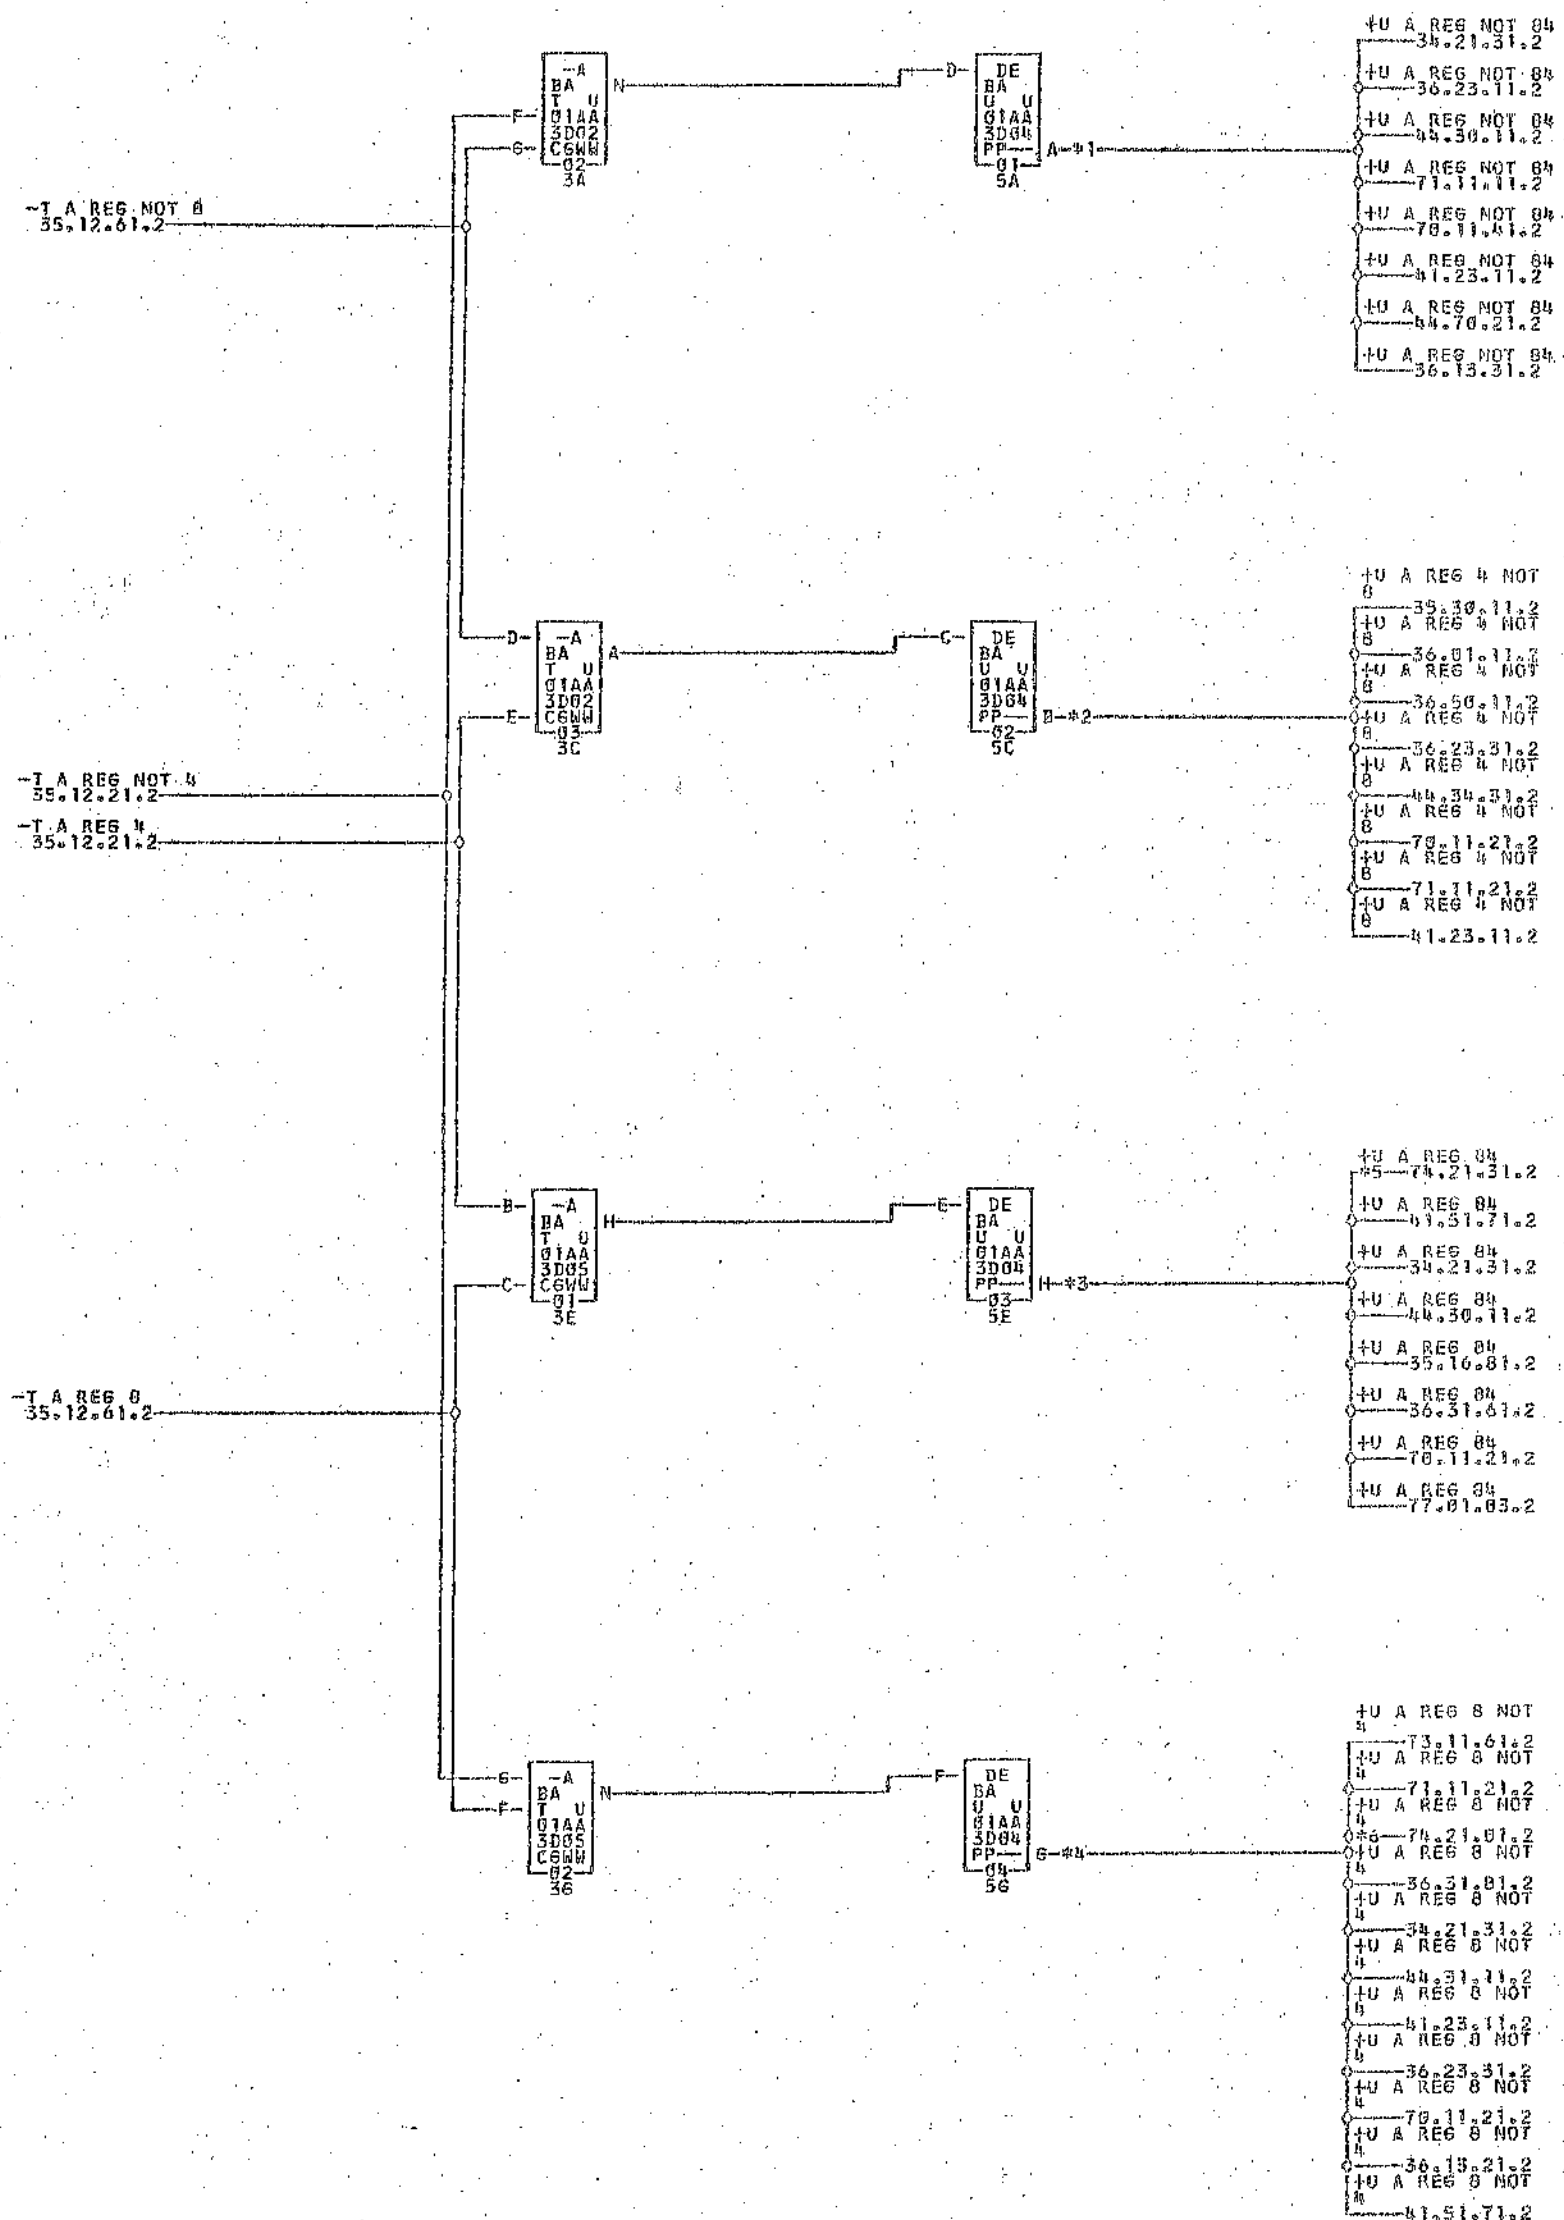 -T A REG NOT 8
35.12.61.2
-T A REG NOT 4
35.12.21.2
-T A REG 4
35.12.21.2
-T A REG 8
35.12.61.2
F
G
-A
BA
T U
01AA
3D02
CGWW
02
3A
N
D
DE
BA
U U
01AA
3D04
PP
01
5A
A *1
+U A REG NOT 84
34.21.31.2
+U A REG NOT 84
36.23.11.2
+U A REG NOT 84
44.30.11.2
+U A REG NOT 84
71.11.11.2
+U A REG NOT 84
70.11.41.2
+U A REG NOT 84
41.23.11.2
+U A REG NOT 84
44.70.21.2
+U A REG NOT 84
36.13.31.2
D
E
-A
BA
T U
01AA
3D02
CGWW
03
3C
A
C
DE
BA
U U
01AA
3D04
PP
02
5C
B *2
+U A REG 4 NOT
8
35.30.11.2
+U A REG 4 NOT
8
36.01.11.2
+U A REG 4 NOT
8
36.50.11.2
+U A REG 4 NOT
8
36.23.31.2
+U A REG 4 NOT
8
44.34.31.2
+U A REG 4 NOT
8
70.11.21.2
+U A REG 4 NOT
8
71.11.21.2
+U A REG 4 NOT
8
41.23.11.2
B
C
-A
BA
T U
01AA
3D05
CGWW
01
3E
H
E
DE
BA
U U
01AA
3D04
PP
03
5E
H *3
+U A REG 84
*5 74.21.31.2
+U A REG 84
41.51.71.2
+U A REG 84
34.21.31.2
+U A REG 84
44.30.11.2
+U A REG 84
35.16.81.2
+U A REG 84
36.31.61.2
+U A REG 84
70.11.21.2
+U A REG 84
77.01.03.2
G
F
-A
BA
T U
01AA
3D05
CGWW
02
3G
N
F
DE
BA
U U
01AA
3D04
PP
04
5G
G *4
+U A REG 8 NOT
4
73.11.61.2
+U A REG 8 NOT
4
71.11.21.2
+U A REG 8 NOT
4
*6 74.21.01.2
+U A REG 8 NOT
4
36.31.81.2
+U A REG 8 NOT
4
34.21.31.2
+U A REG 8 NOT
4
44.31.11.2
+U A REG 8 NOT
4
41.23.11.2
+U A REG 8 NOT
4
36.23.31.2
+U A REG 8 NOT
4
70.11.21.2
+U A REG 8 NOT
4
36.13.21.2
+U A REG 8 NOT
4
41.51.71.2